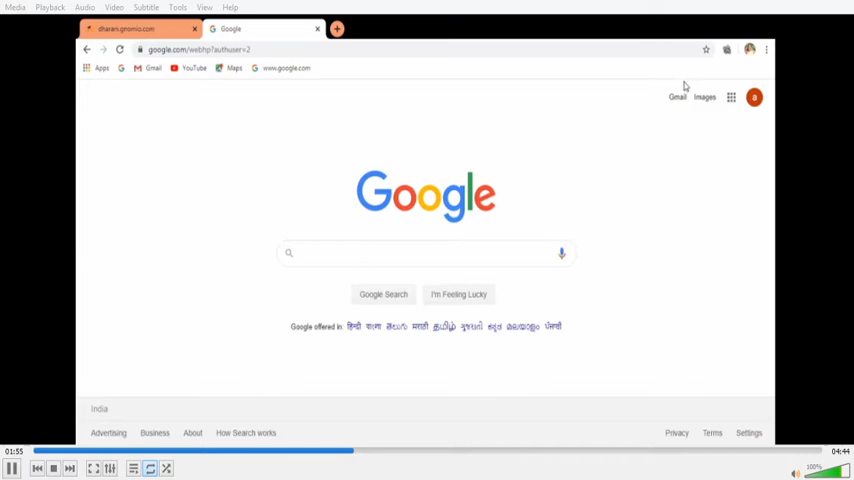 Media Playback Audio Video Subtitle Tools View Help
dharani.gnomio.com Google
google.com/webhp?authuser=2
Apps Gmail YouTube Maps www.google.com
Gmail Images a
Google
Google Search I'm Feeling Lucky
Google offered in: हिन्दी বাংলা తెలుగు मराठी தமிழ் ગુજરાતી ಕನ್ನಡ മലയാളം ਪੰਜਾਬੀ
India
Advertising Business About How Search works Privacy Terms Settings
01:55 04:44
100%